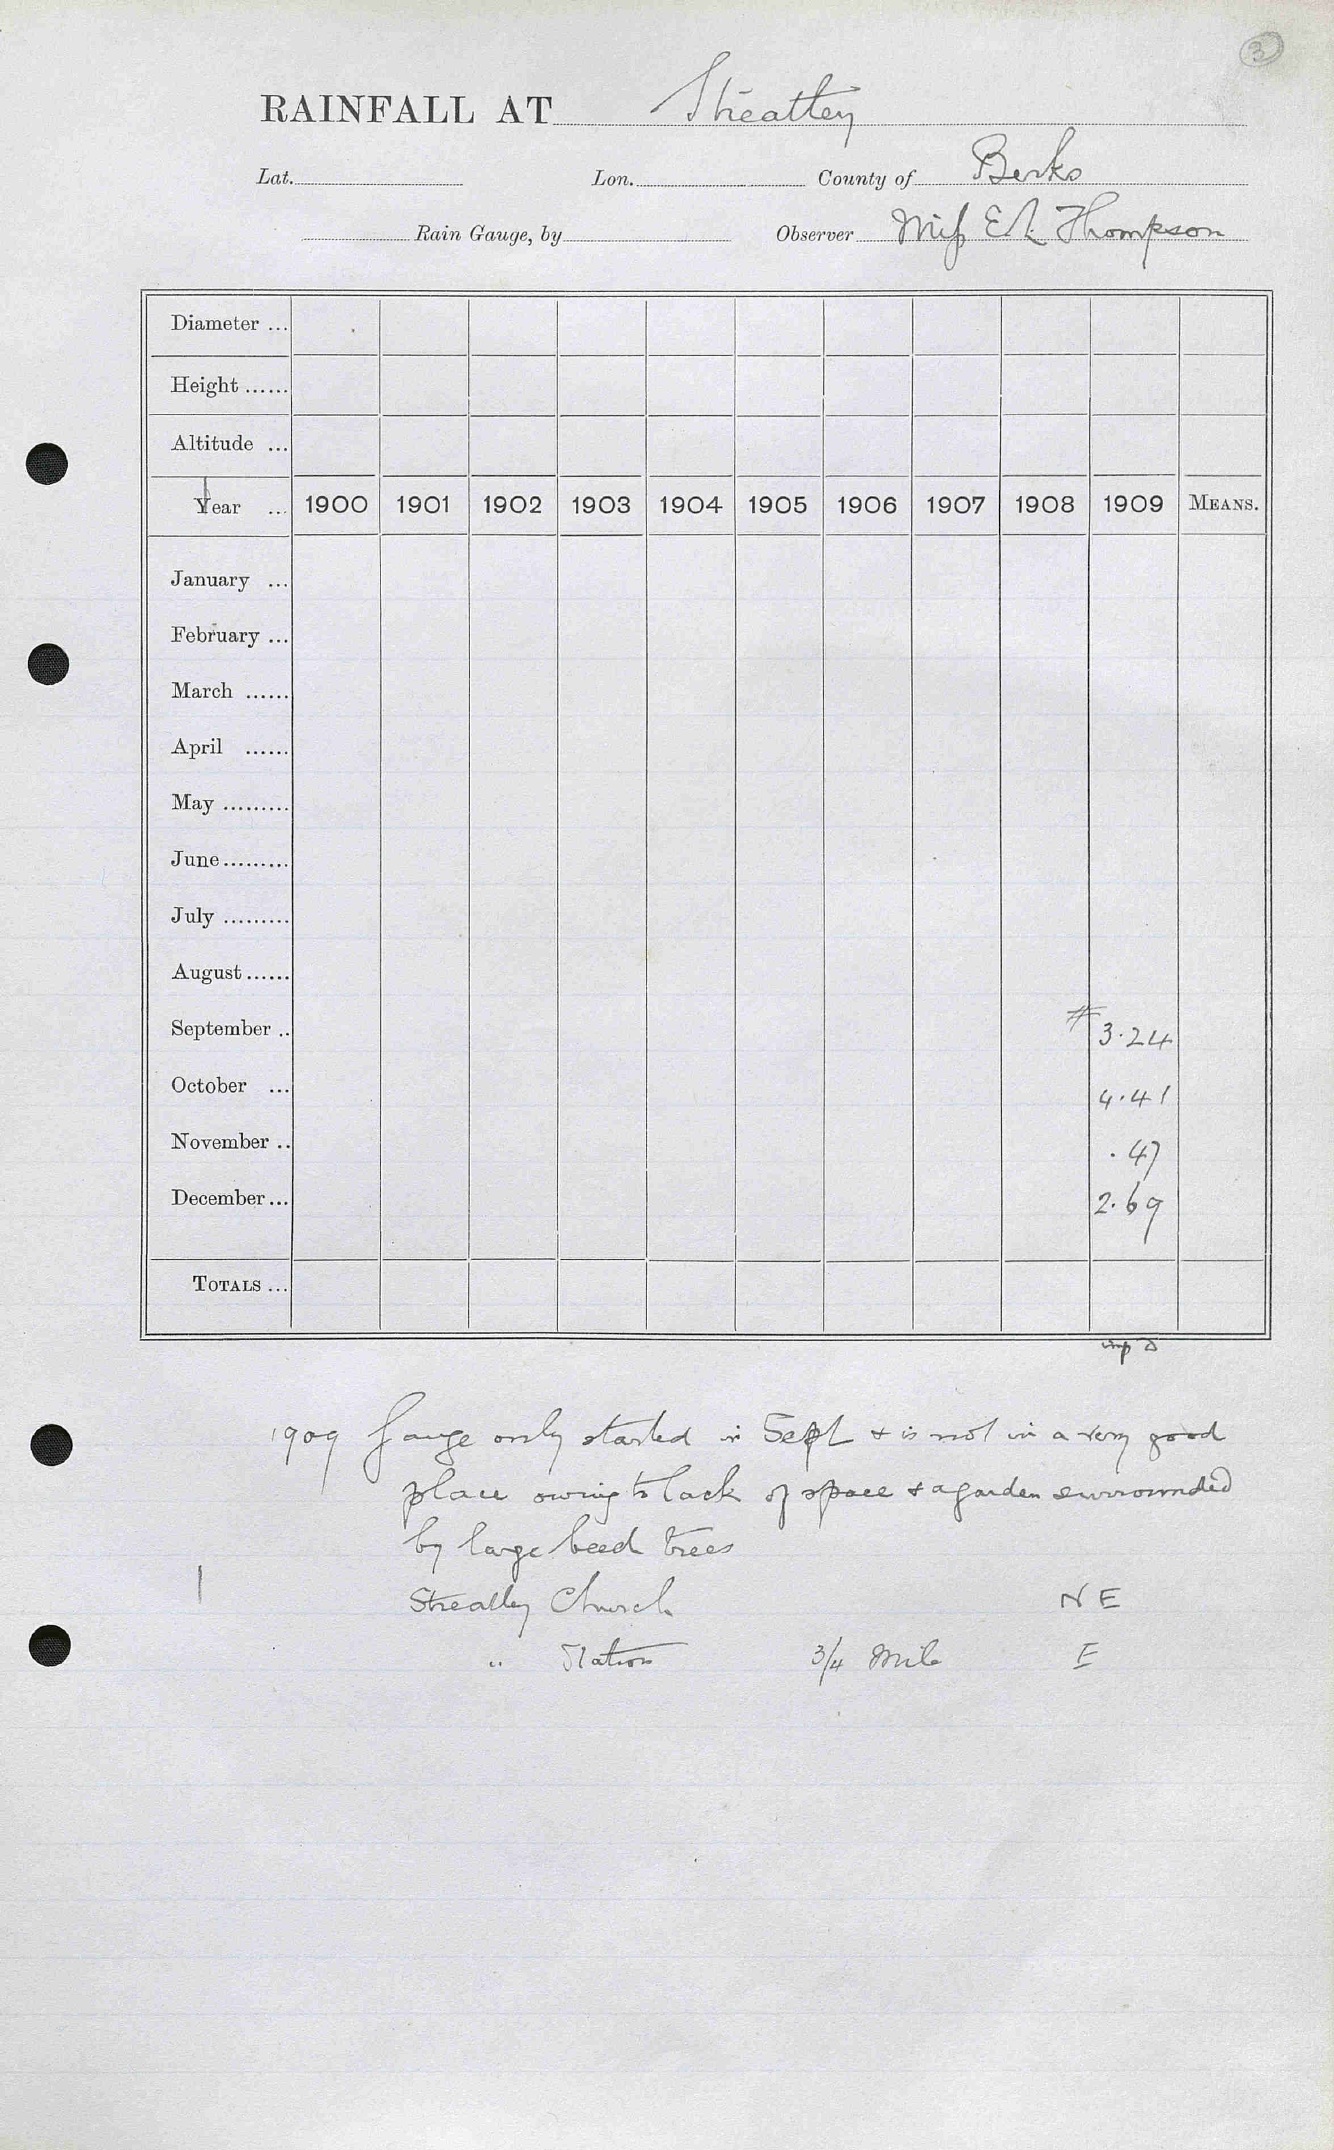 3
RAINFALL AT Streatley
Lat. Lon. County of Berks
Rain Gauge, by Observer Miss E L Thompson
Diameter ...
Height ......
Altitude ...
Year ... 1900 1901 1902 1903 1904 1905 1906 1907 1908 1909 MEANS.
January ...
February ...
March ......
April ......
May .........
June .........
July .........
August ......
September .. # 3.24
October ... 4.41
November .. .47
December ... 2.69
TOTALS ...
1909 Gauge only started in Sept & is not in a very good
place owing to lack of space & a garden surrounded
by large trees
Streatley Church NE
" Station 3/4 Mile E